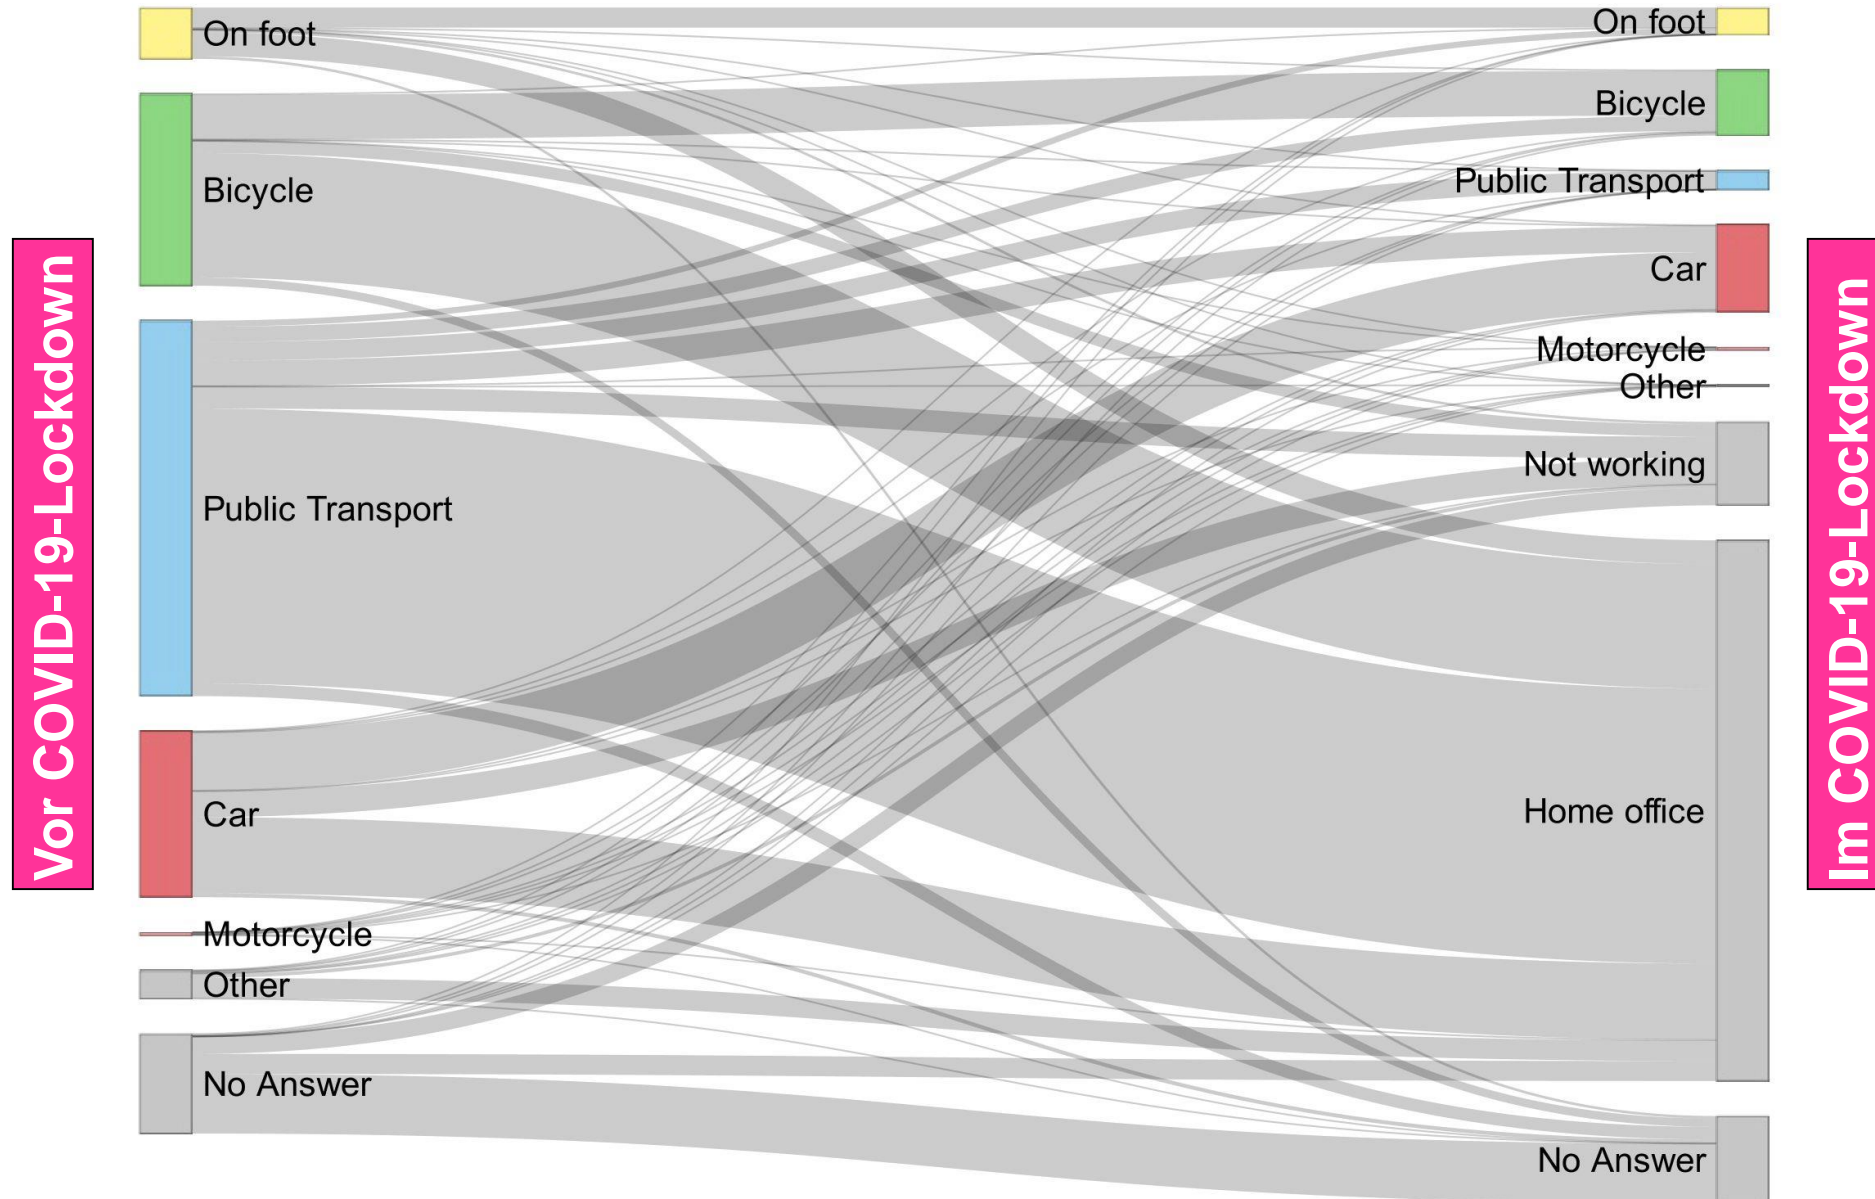 Vor COVID-19-Lockdown
On foot
Bicycle
Public Transport
Car
Motorcycle
Other
No Answer
On foot
Bicycle
Public Transport
Car
Motorcycle
Other
Not working
Home office
No Answer
Im COVID-19-Lockdown